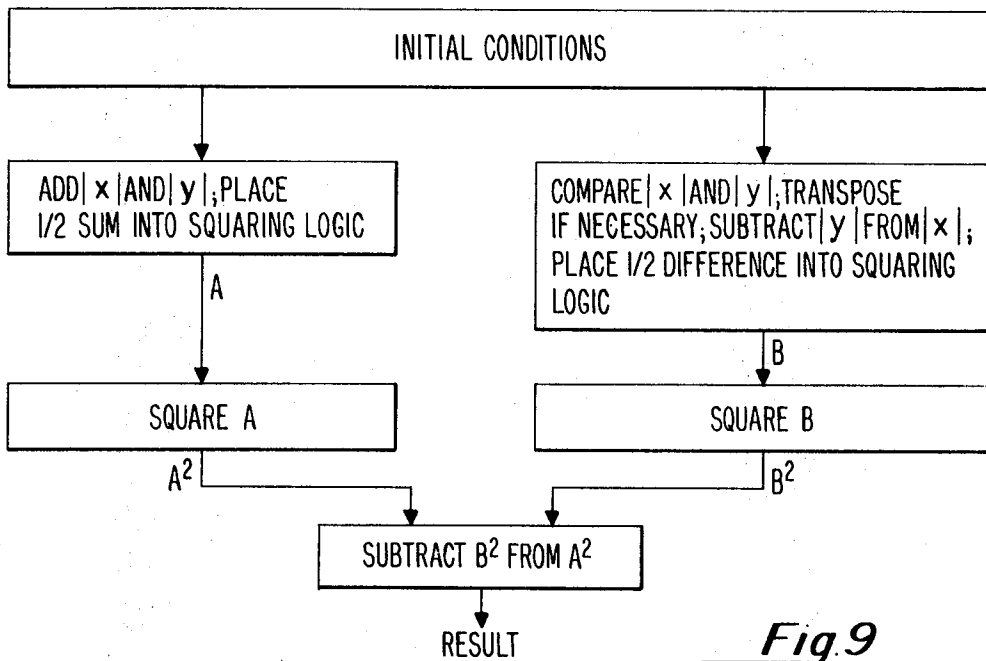 INITIAL CONDITIONS
ADD|x|AND|y|;PLACE
1/2 SUM INTO SQUARING LOGIC
COMPARE|x|AND|y|;TRANSPOSE
IF NECESSARY;SUBTRACT|y|FROM|x|;
PLACE 1/2 DIFFERENCE INTO SQUARING
LOGIC
A
B
SQUARE A
SQUARE B
A²
B²
SUBTRACT B² FROM A²
RESULT
Fig.9